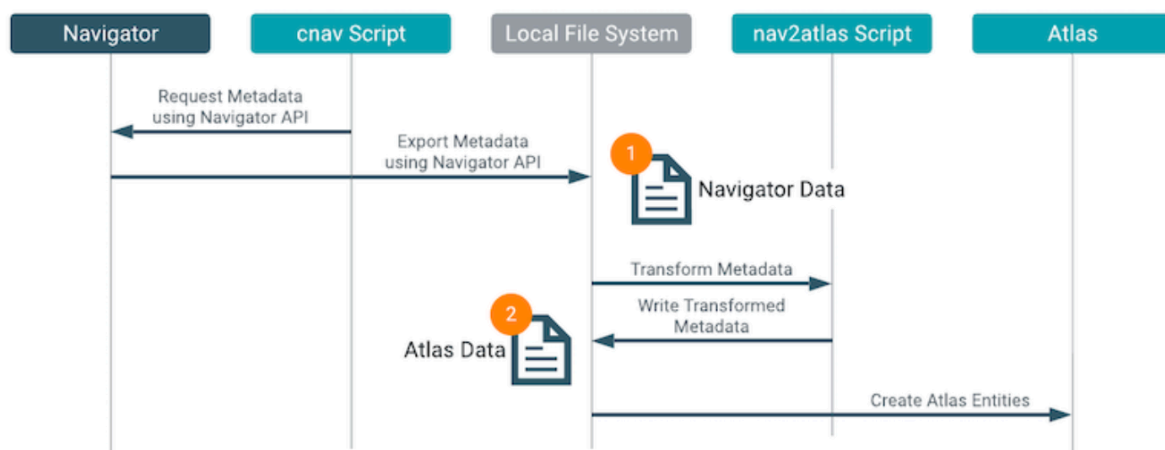 Navigator
cnav Script
Local File System
nav2atlas Script
Atlas
Request Metadata
using Navigator API
Export Metadata
using Navigator API
1
Navigator Data
Transform Metadata
Write Transformed
Metadata
2
Atlas Data
Create Atlas Entities